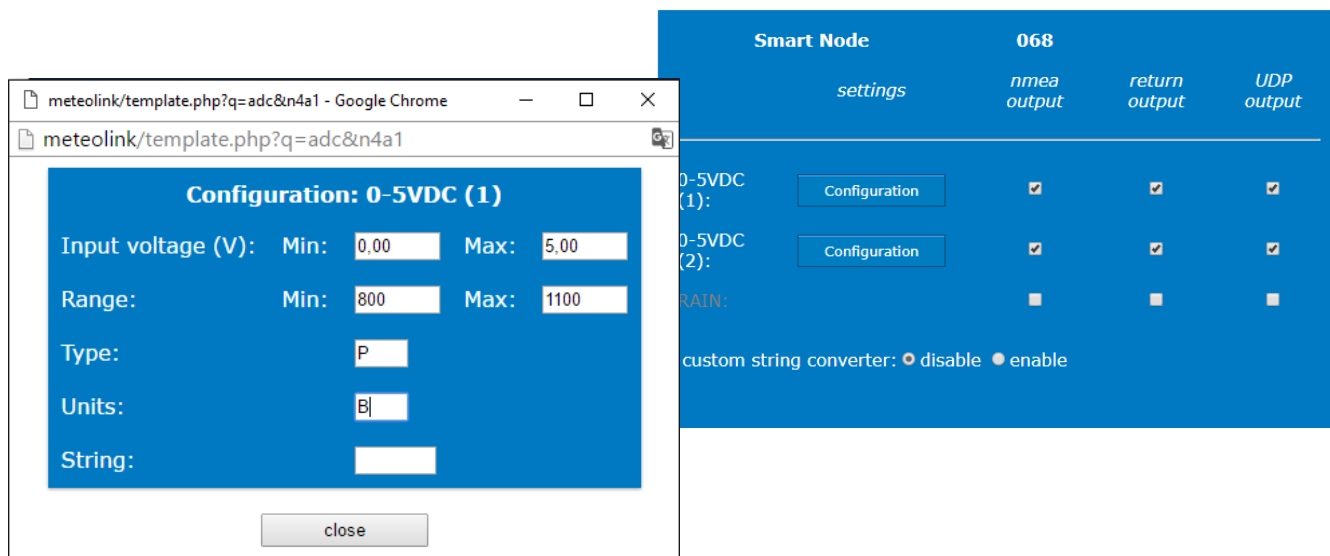 meteolink/template.php?q=adc&n4a1 - Google Chrome
meteolink/template.php?q=adc&n4a1
Configuration: 0-5VDC (1)
Input voltage (V): Min: 0,00 Max: 5,00
Range: Min: 800 Max: 1100
Type: P
Units: B
String:
close
Smart Node 068
settings nmea output return output UDP output
0-5VDC (1): Configuration
0-5VDC (2): Configuration
RAIN:
custom string converter: disable enable